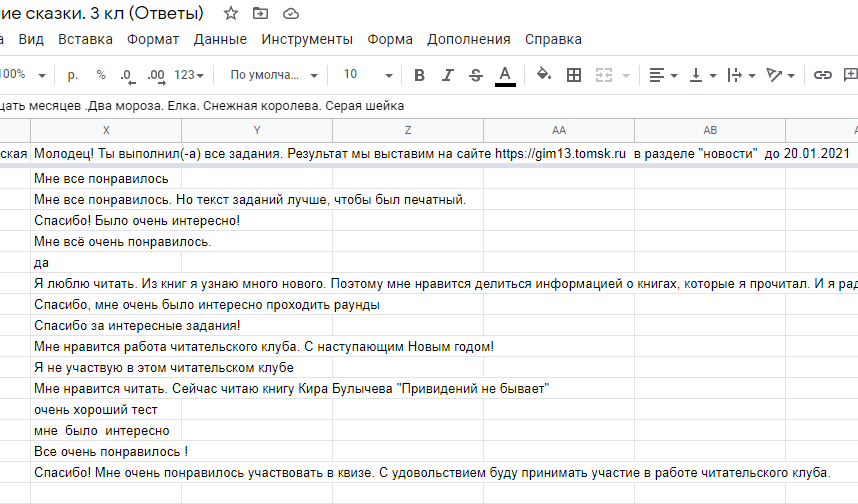 ие сказки. 3 кл (Ответы)
а Вид Вставка Формат Данные Инструменты Форма Дополнения Справка
100% р. % .0 .00 123 По умолча... 10 B I S A
цать месяцев .Два мороза. Елка. Снежная королева. Серая шейка
X Y Z AA AB
ская Молодец! Ты выполнил(-а) все задания. Результат мы выставим на сайте https://gim13.tomsk.ru в разделе "новости" до 20.01.2021
Мне все понравилось
Мне все понравилось. Но текст заданий лучше, чтобы был печатный.
Спасибо! Было очень интересно!
Мне всё очень понравилось.
да
Я люблю читать. Из книг я узнаю много нового. Поэтому мне нравится делиться информацией о книгах, которые я прочитал. И я рад
Спасибо, мне очень было интересно проходить раунды
Спасибо за интересные задания!
Мне нравится работа читательского клуба. С наступающим Новым годом!
Я не участвую в этом читательском клубе
Мне нравится читать. Сейчас читаю книгу Кира Булычева "Привидений не бывает"
очень хороший тест
мне было интересно
Все очень понравилось !
Спасибо! Мне очень понравилось участвовать в квизе. С удовольствием буду принимать участие в работе читательского клуба.